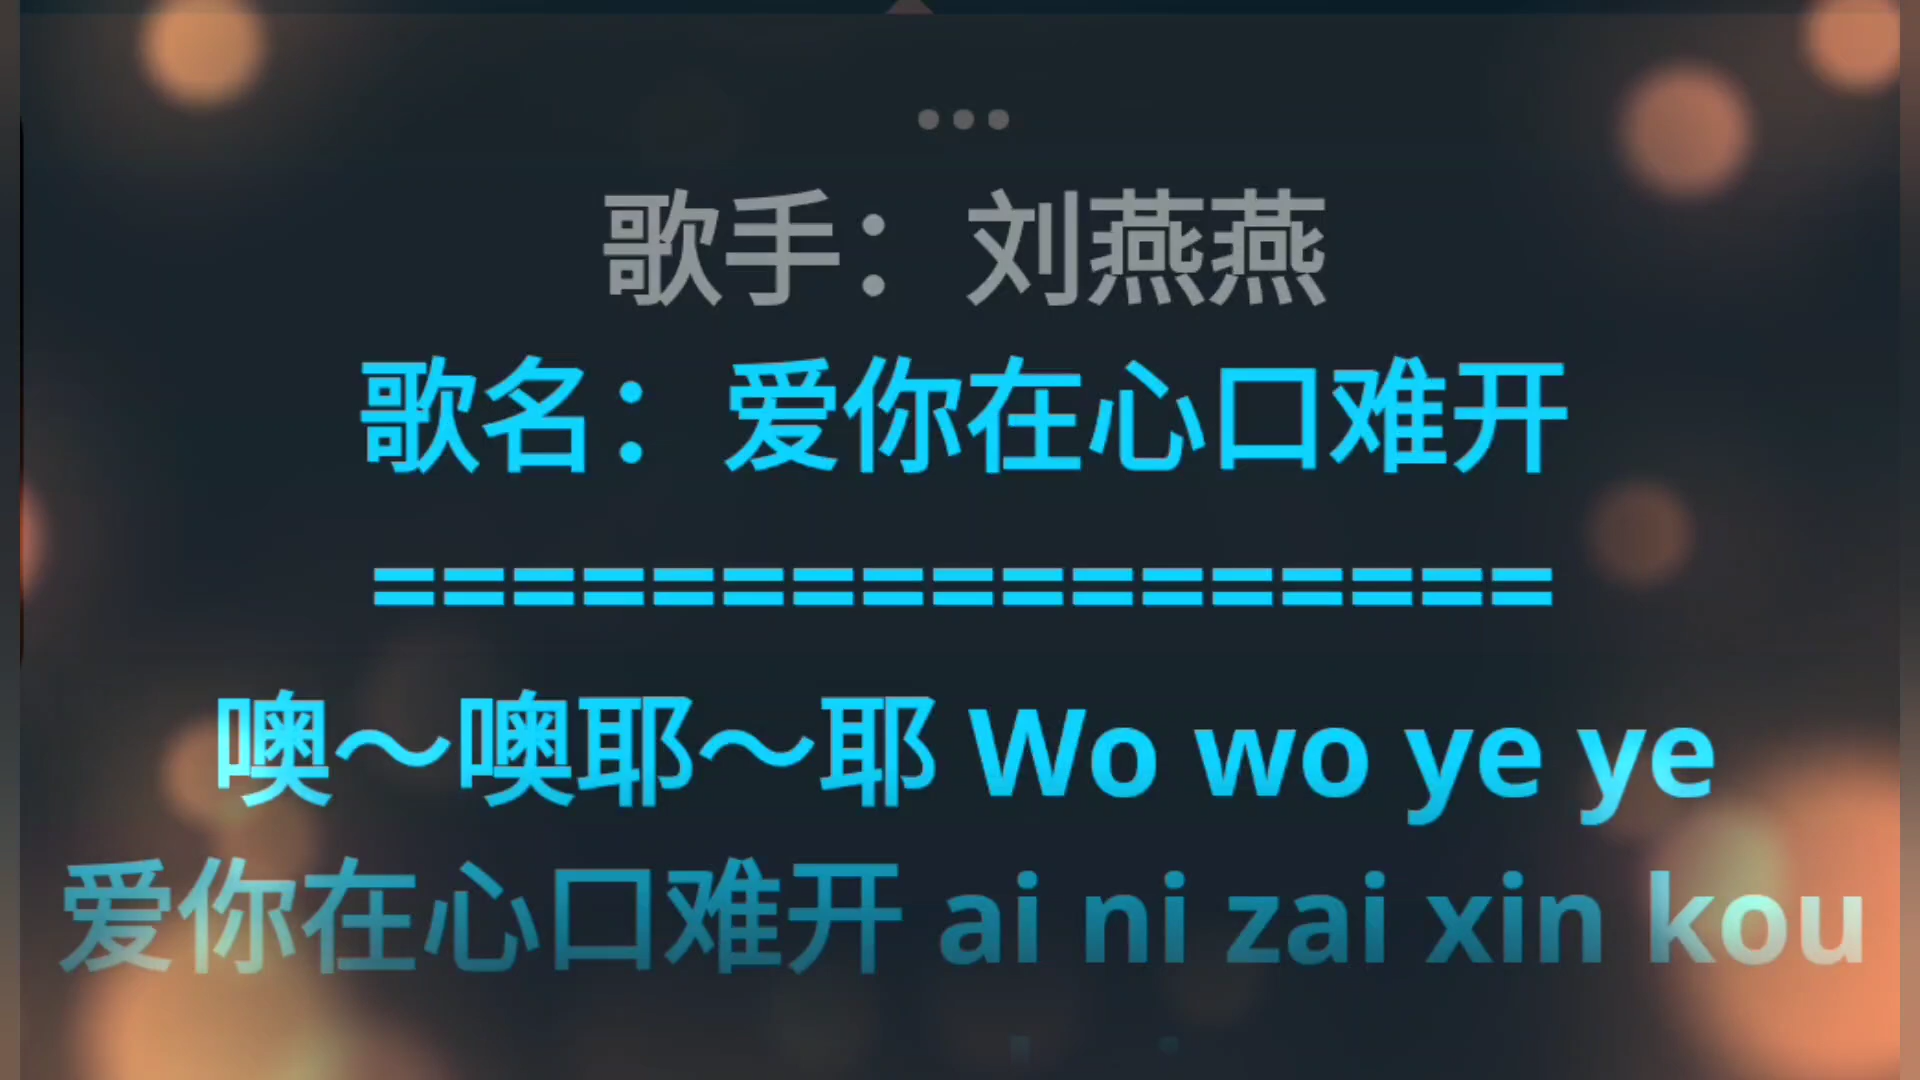 歌手：刘燕燕
歌名：爱你在心口难开
=================
噢～噢耶～耶 Wo wo ye ye
爱你在心口难开 ai ni zai xin kou